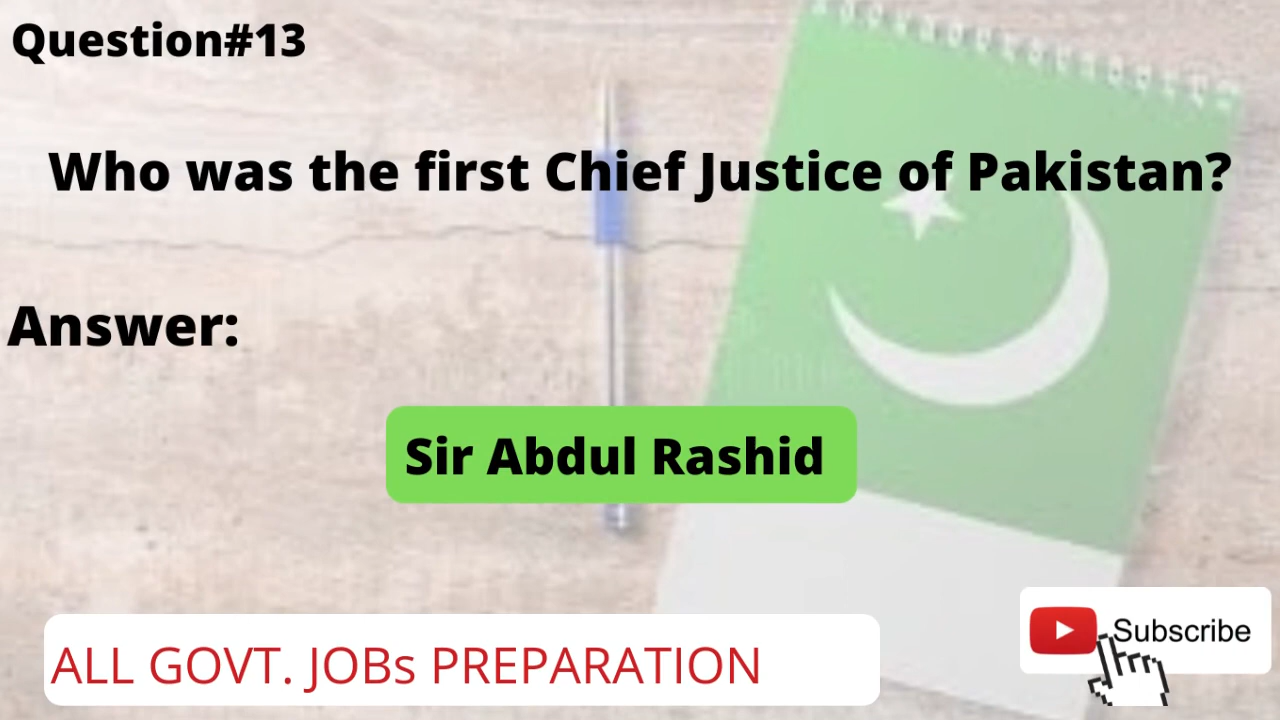 Question#13
Who was the first Chief Justice of Pakistan?
Answer:
Sir Abdul Rashid
ALL GOVT. JOBs PREPARATION
Subscribe